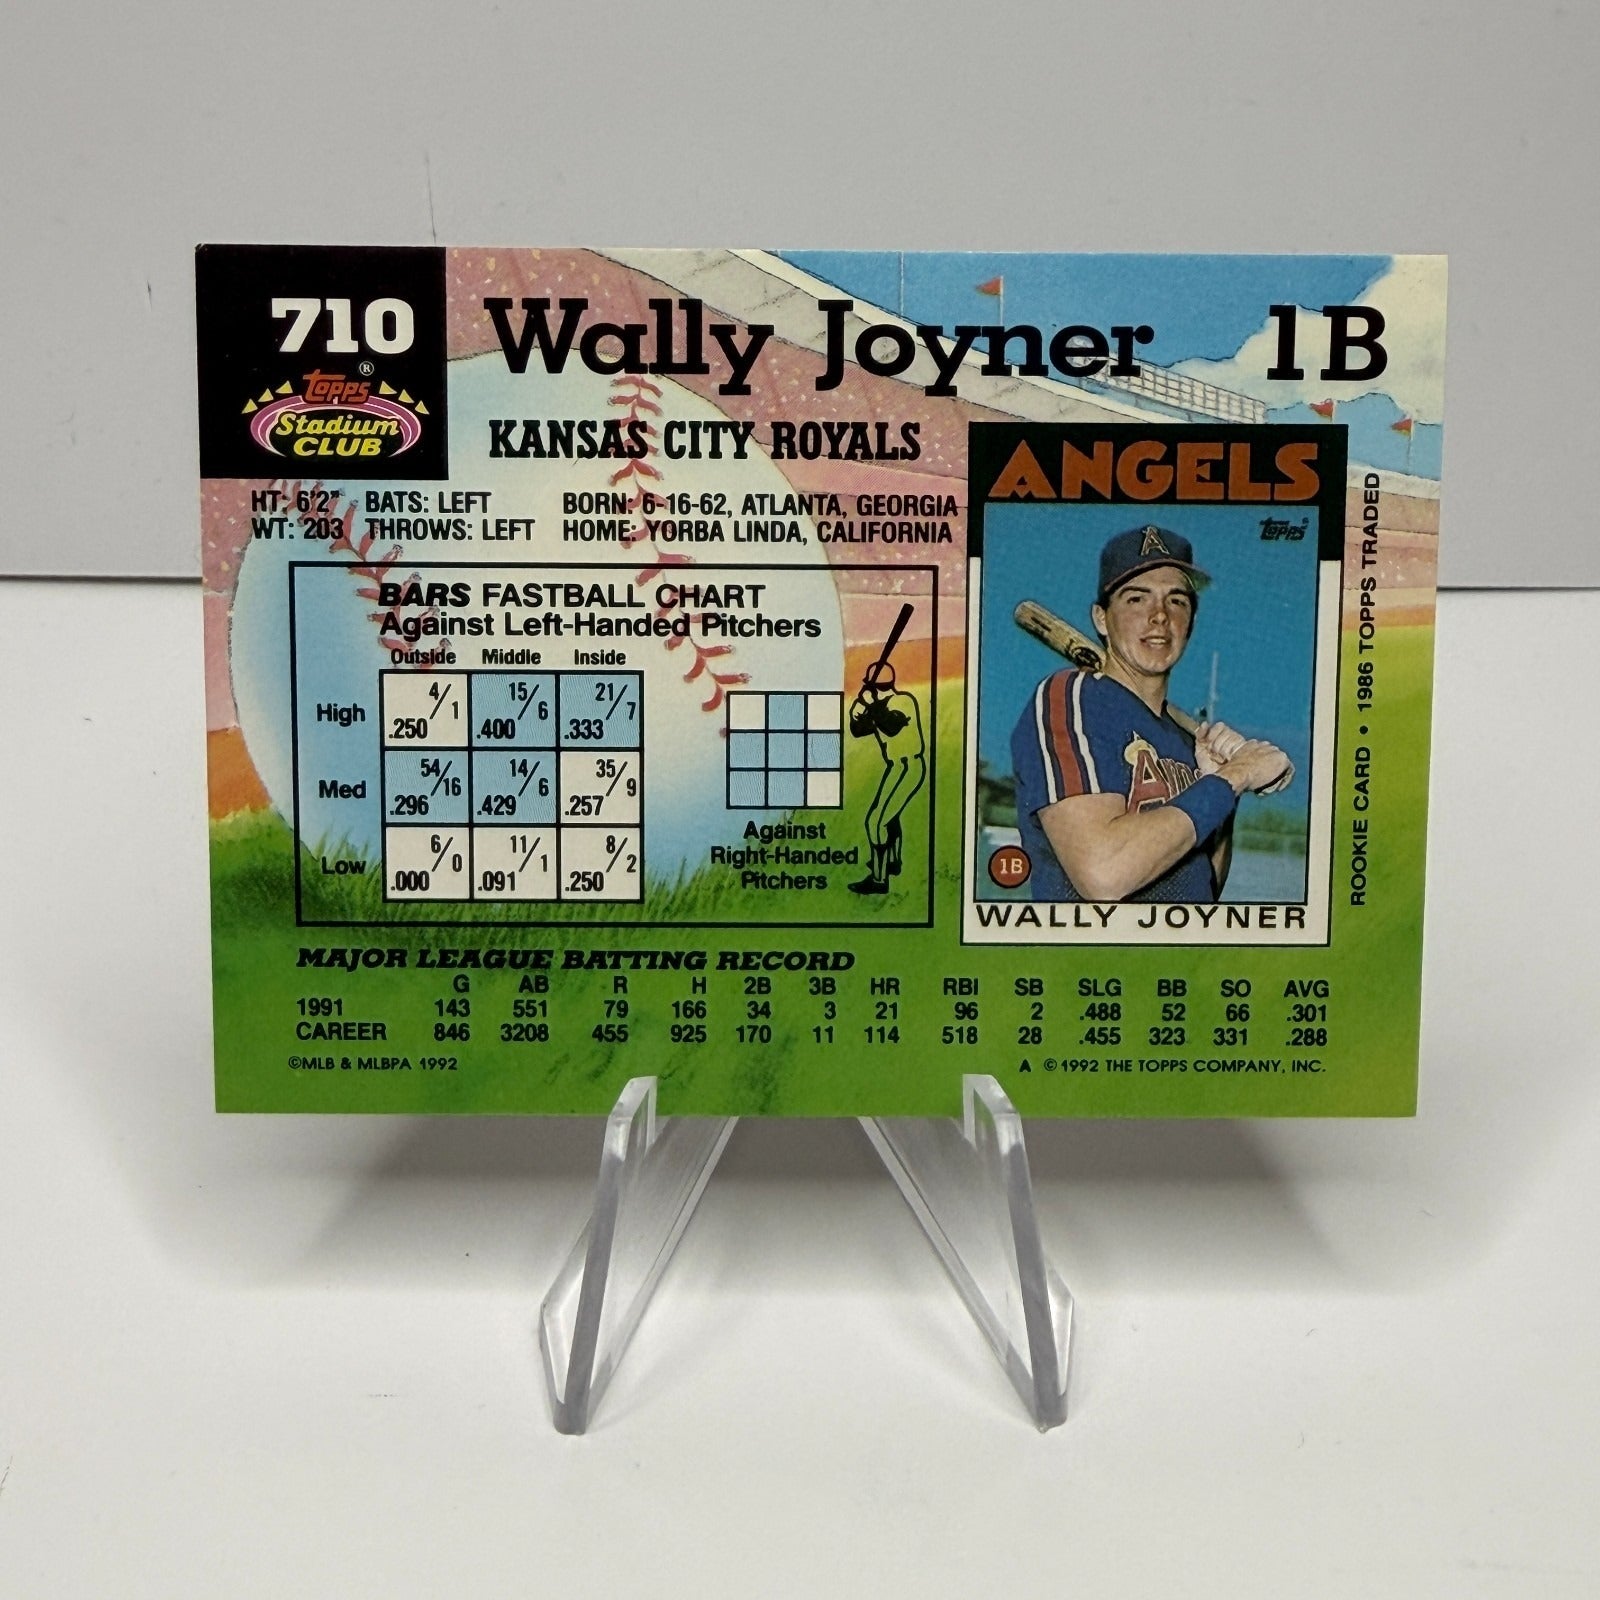 710
Topps®
Stadium
CLUB
Wally Joyner 1B
KANSAS CITY ROYALS
HT: 6'2" BATS: LEFT BORN: 6-16-62, ATLANTA, GEORGIA
WT: 203 THROWS: LEFT HOME: YORBA LINDA, CALIFORNIA
BARS FASTBALL CHART
Against Left-Handed Pitchers
Outside Middle Inside
High 4/1 .250 15/6 .400 21/7 .333
Med 54/16 .296 14/6 .429 35/9 .257
Low 6/0 .000 11/1 .091 8/2 .250
Against
Right-Handed
Pitchers
ANGELS
Topps
A
Angels
1B
WALLY JOYNER
ROOKIE CARD • 1986 TOPPS TRADED
MAJOR LEAGUE BATTING RECORD
G AB R H 2B 3B HR RBI SB SLG BB SO AVG
1991 143 551 79 166 34 3 21 96 2 .488 52 66 .301
CAREER 846 3208 455 925 170 11 114 518 28 .455 323 331 .288
©MLB & MLBPA 1992
A ©1992 THE TOPPS COMPANY, INC.